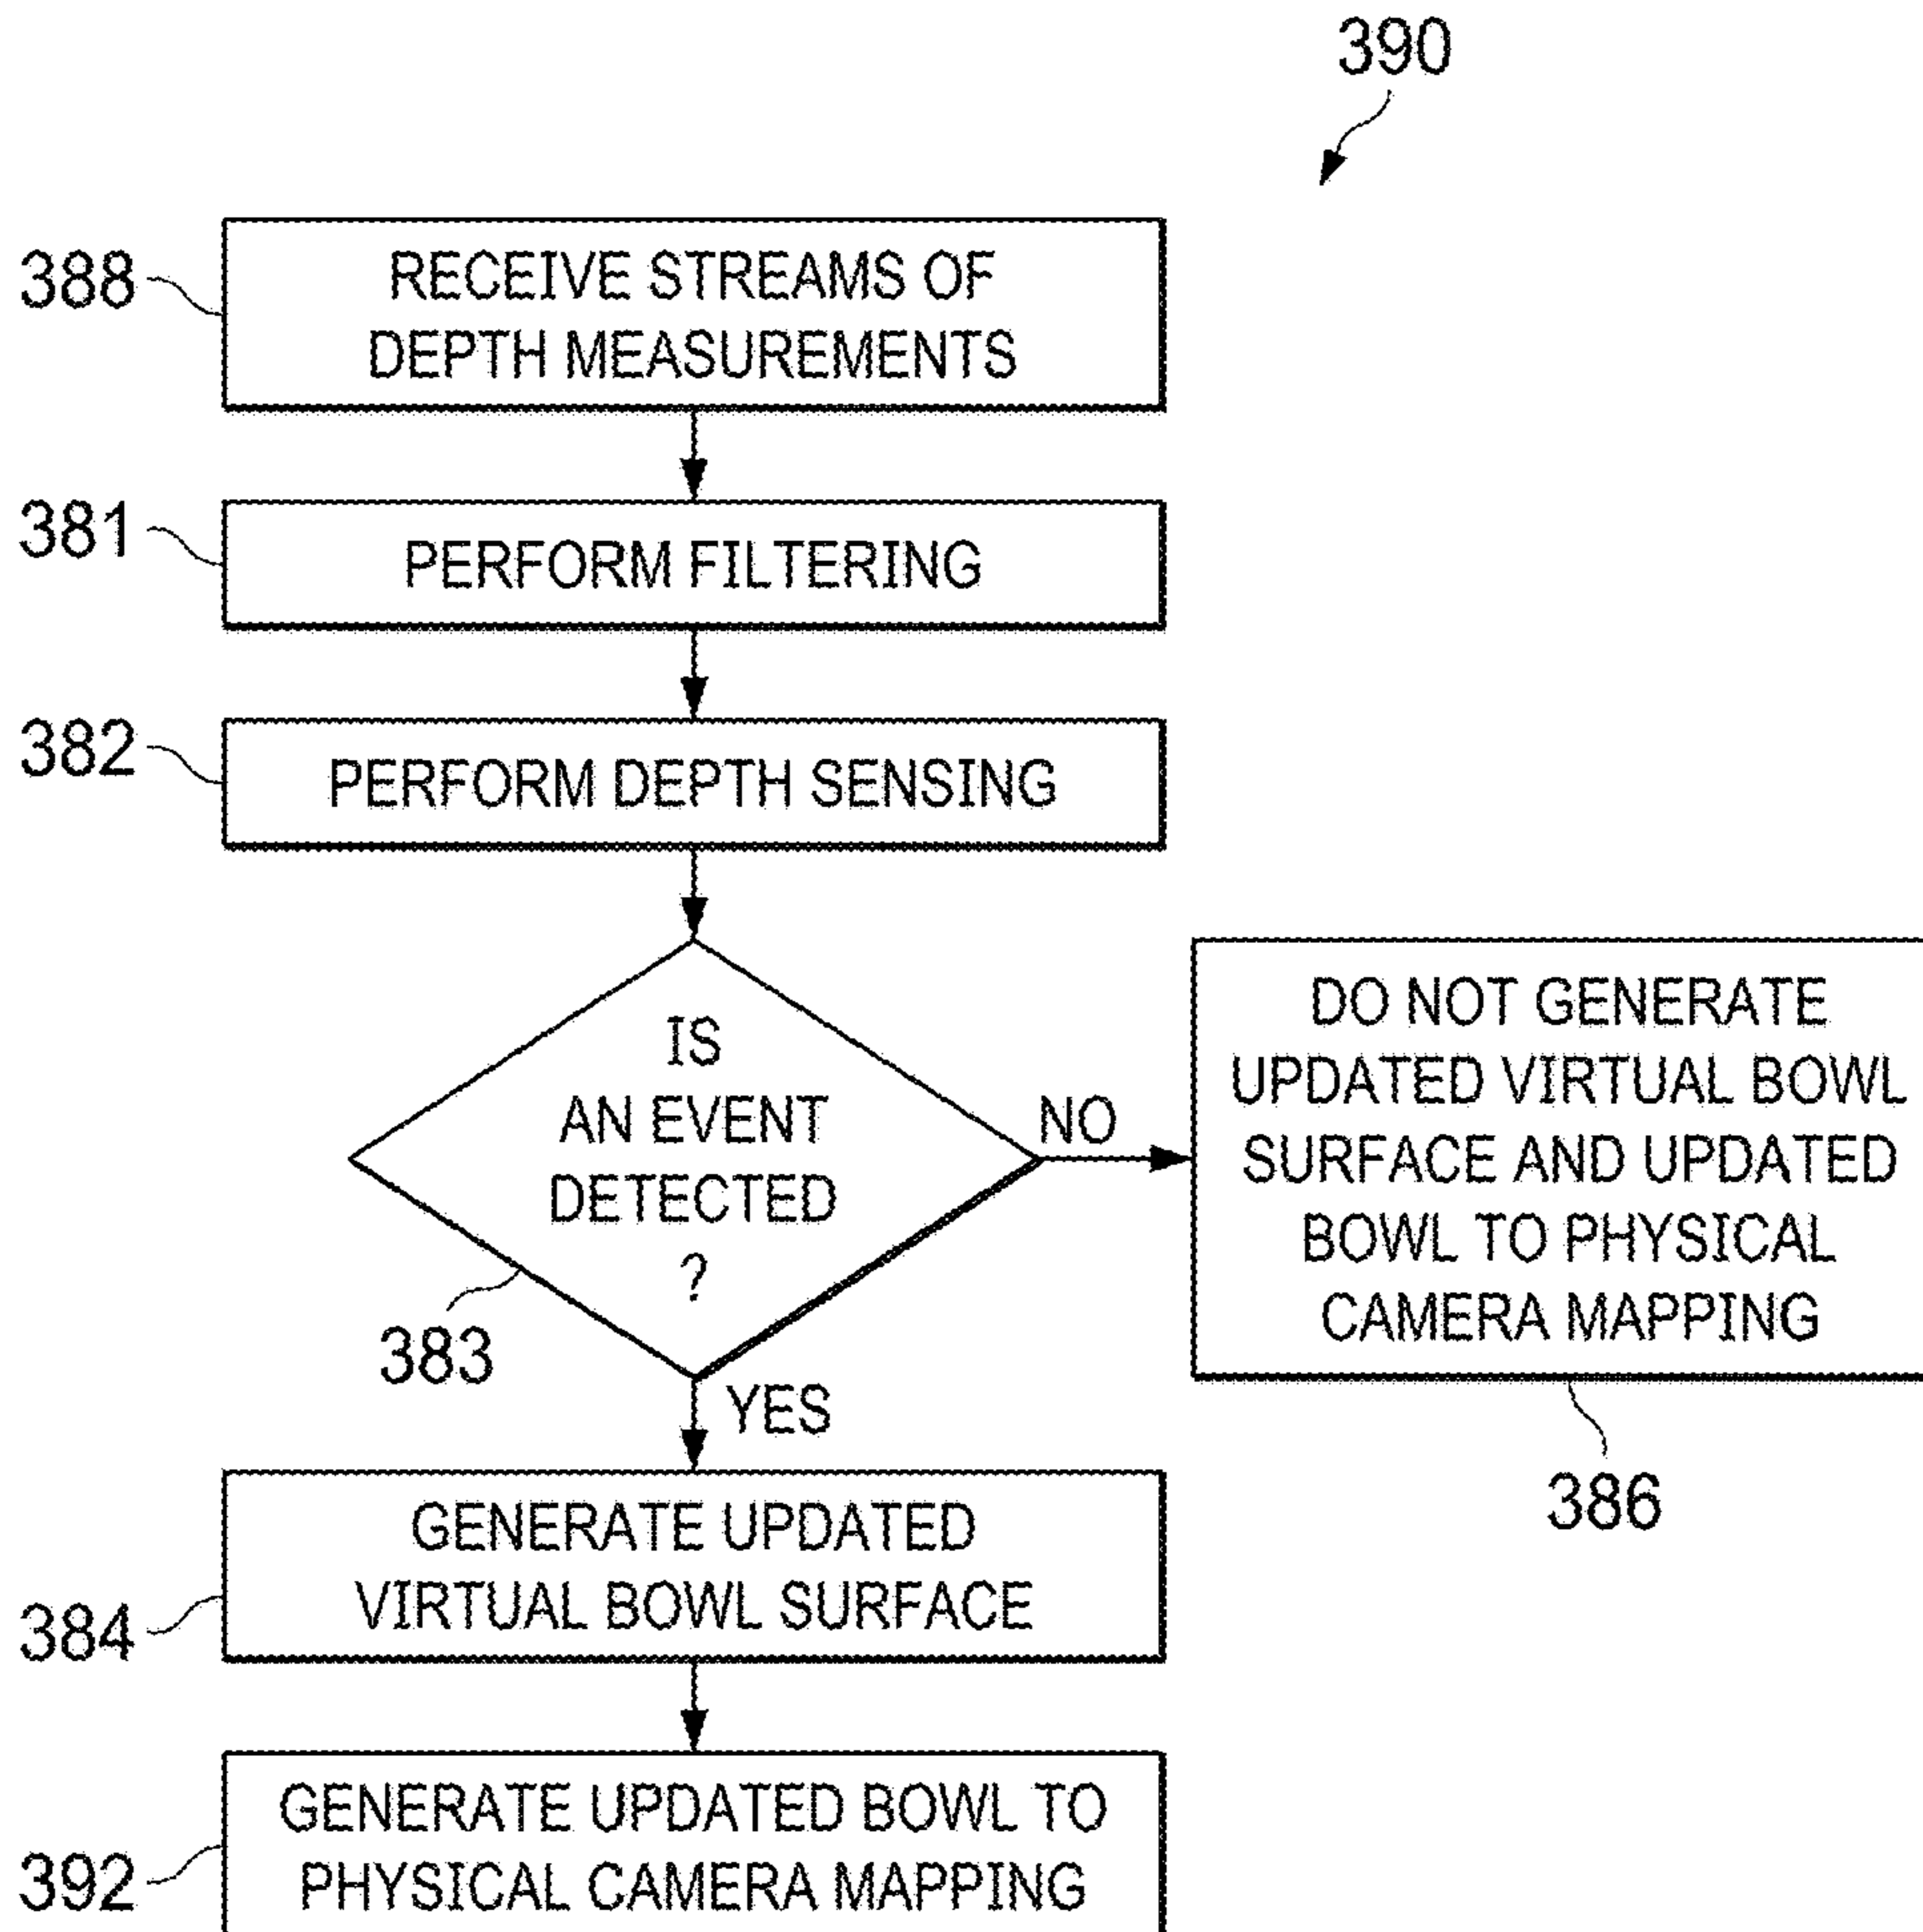 390
388
RECEIVE STREAMS OF
DEPTH MEASUREMENTS
381
PERFORM FILTERING
382
PERFORM DEPTH SENSING
IS
AN EVENT
DETECTED
?
383
NO
DO NOT GENERATE
UPDATED VIRTUAL BOWL
SURFACE AND UPDATED
BOWL TO PHYSICAL
CAMERA MAPPING
386
YES
384
GENERATE UPDATED
VIRTUAL BOWL SURFACE
392
GENERATE UPDATED BOWL TO
PHYSICAL CAMERA MAPPING